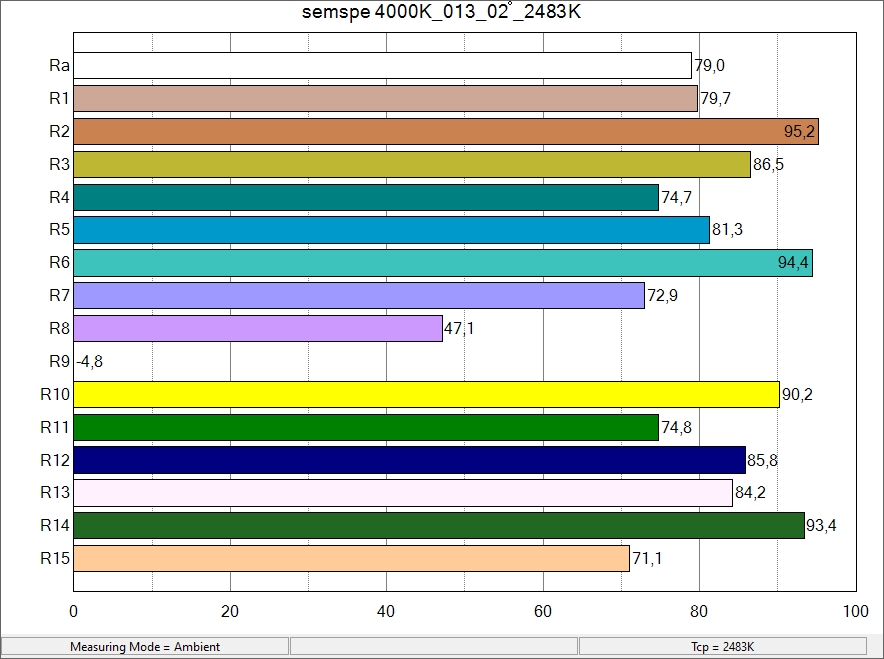 semspe 4000K_013_02°_2483K
Ra 79,0
R1 79,7
R2 95,2
R3 86,5
R4 74,7
R5 81,3
R6 94,4
R7 72,9
R8 47,1
R9 -4,8
R10 90,2
R11 74,8
R12 85,8
R13 84,2
R14 93,4
R15 71,1
0 20 40 60 80 100
Measuring Mode = Ambient Tcp = 2483K